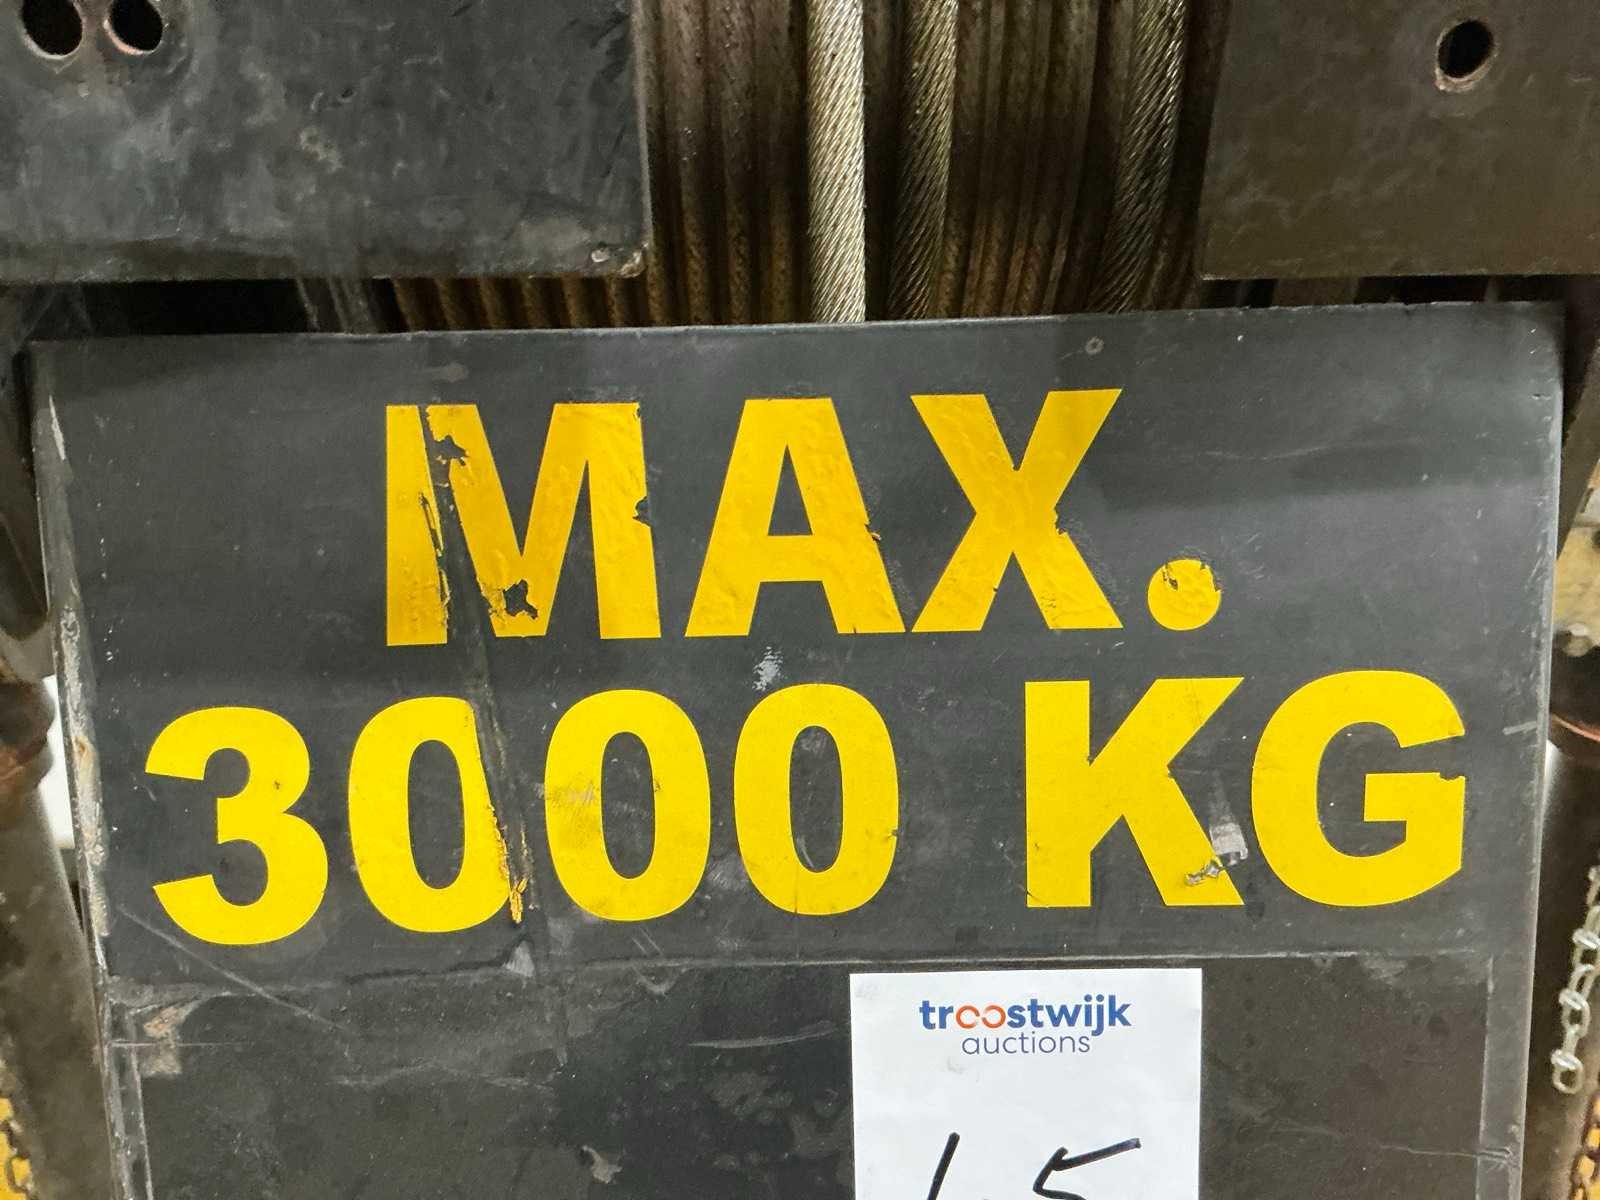 MAX.
3000 KG
troostwijk
auctions